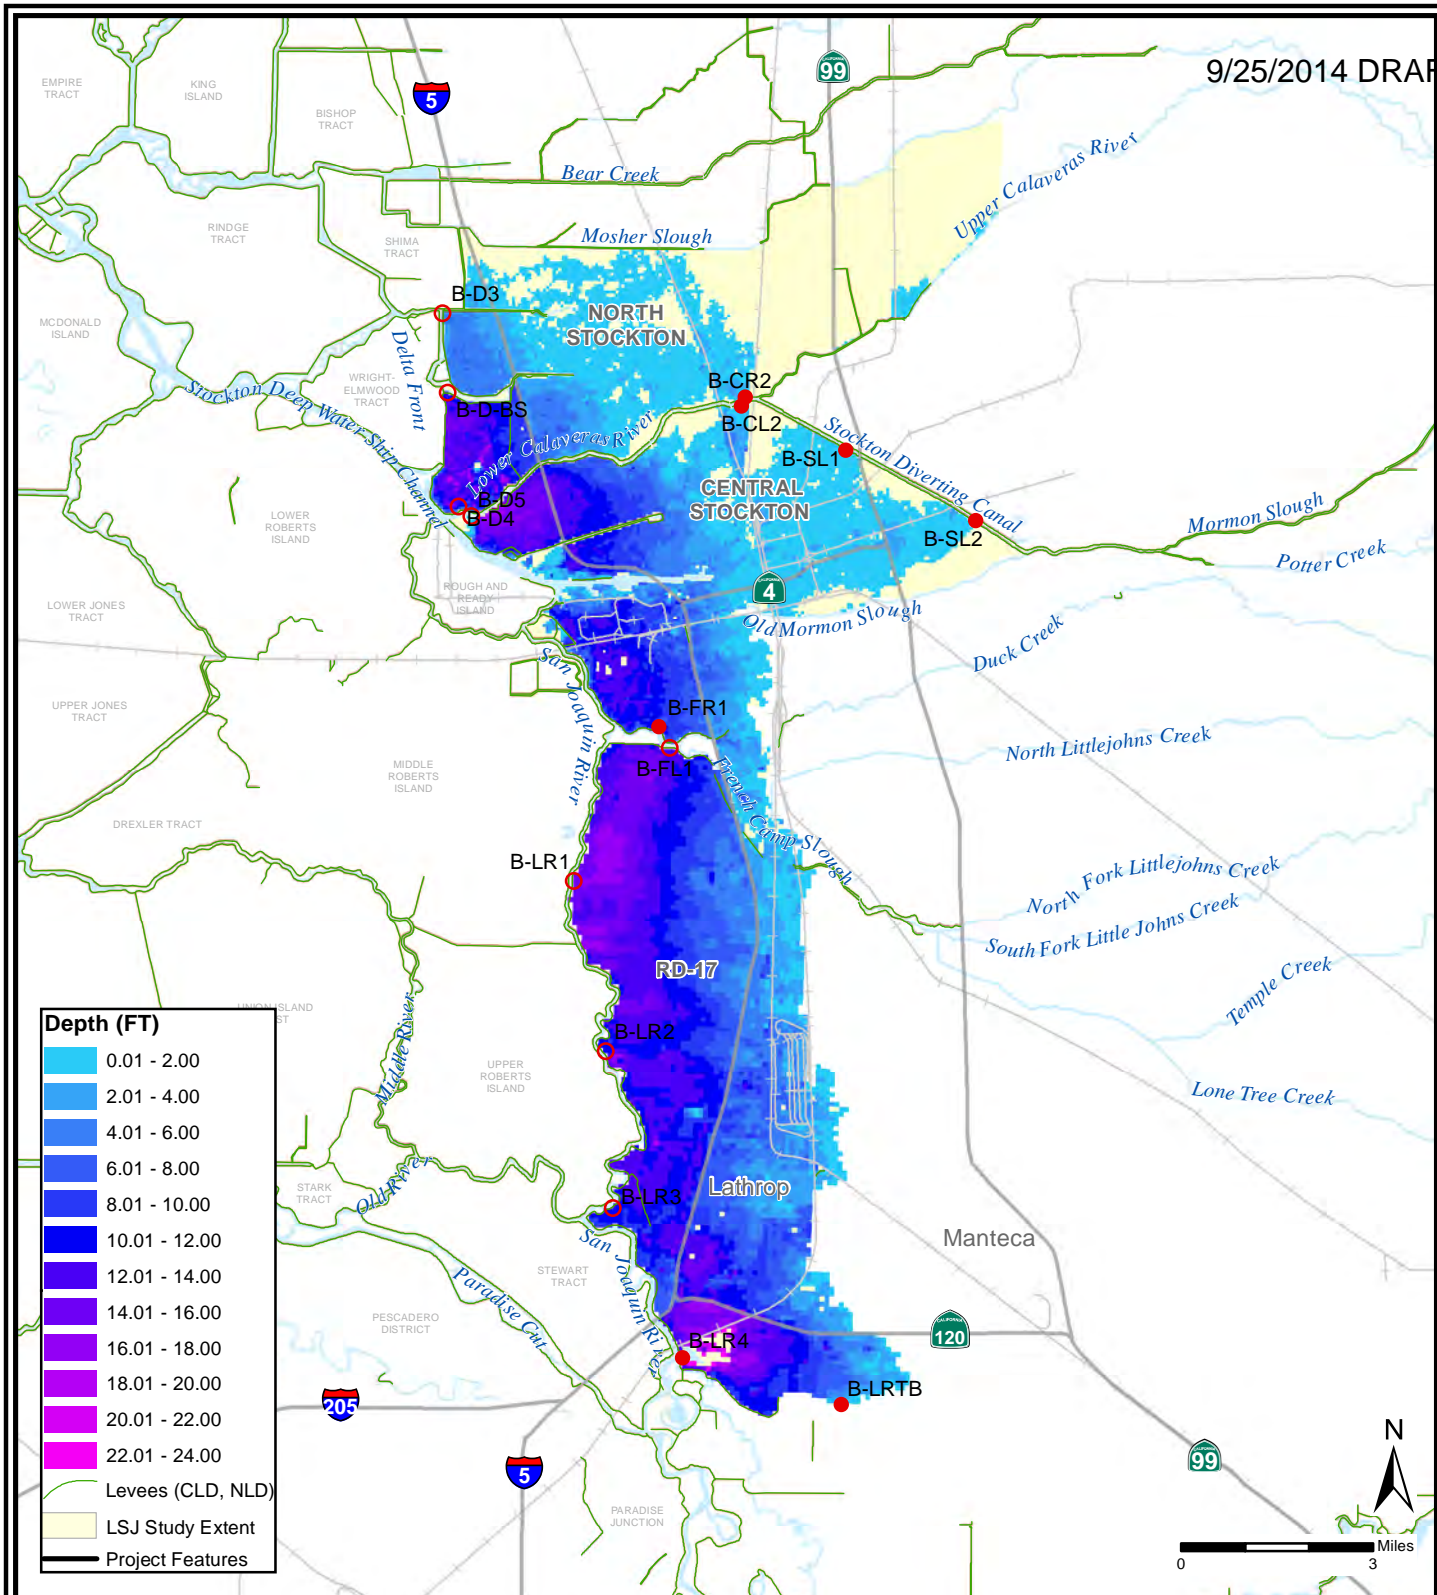 9/25/2014 DRAF
99
5
EMPIRE
TRACT
KING
ISLAND
BISHOP
TRACT
Bear Creek
Upper Calaveras River
RINDGE
TRACT
SHIMA
TRACT
Mosher Slough
B-D3
NORTH
STOCKTON
MCDONALD
ISLAND
Delta Front
WRIGHT-
ELMWOOD
TRACT
Stockton Deep Water Ship Channel
B-D-BS
B-CR2
B-CL2
Lower Calaveras River
Stockton Diverting Canal
B-SL1
CENTRAL
STOCKTON
B-D5
B-D4
LOWER
ROBERTS
ISLAND
B-SL2
Mormon Slough
Potter Creek
ROUGH AND
READY
ISLAND
CALIFORNIA
4
LOWER JONES
TRACT
Old Mormon Slough
Duck Creek
San Joaquin River
UPPER JONES
TRACT
B-FR1
North Littlejohns Creek
B-FL1
MIDDLE
ROBERTS
ISLAND
French Camp Slough
DREXLER TRACT
B-LR1
North Fork Littlejohns Creek
South Fork Little Johns Creek
RD-17
Temple Creek
UNION ISLAND
ST
Middle River
B-LR2
UPPER
ROBERTS
ISLAND
Lone Tree Creek
STARK
TRACT
Old River
Lathrop
B-LR3
San Joaquin River
Manteca
STEWART
TRACT
Paradise Cut
PESCADERO
DISTRICT
CALIFORNIA
120
B-LR4
B-LRTB
205
5
CALIFORNIA
99
PARADISE
JUNCTION
N
Miles
0
3
Depth (FT)
0.01 - 2.00
2.01 - 4.00
4.01 - 6.00
6.01 - 8.00
8.01 - 10.00
10.01 - 12.00
12.01 - 14.00
14.01 - 16.00
16.01 - 18.00
18.01 - 20.00
20.01 - 22.00
22.01 - 24.00
Levees (CLD, NLD)
LSJ Study Extent
Project Features